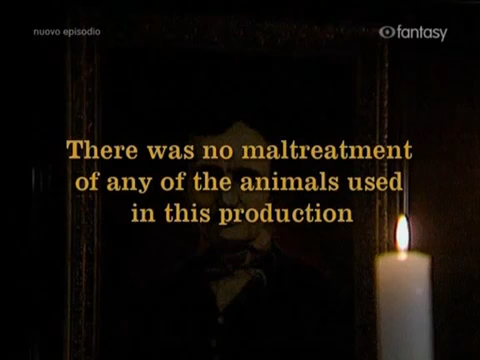 nuovo episodio
fantasy
There was no maltreatment
of any of the animals used
in this production